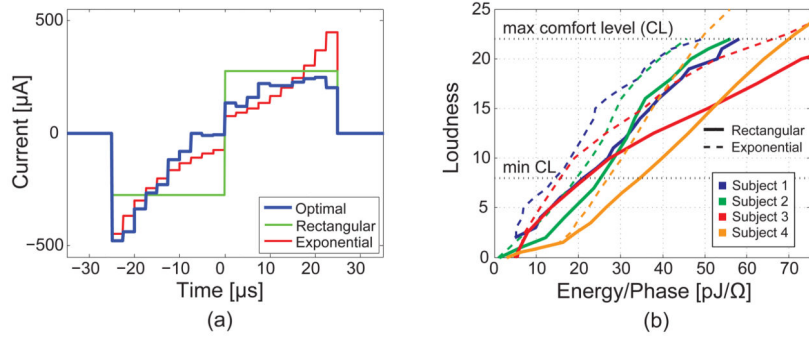 Current [µA]
500
0
−500
Optimal
Rectangular
Exponential
−30 −20 −10 0 10 20 30
Time [µs]
(a)
Loudness
25
20
15
10
5
0
max comfort level (CL)
min CL
Rectangular
Exponential
Subject 1
Subject 2
Subject 3
Subject 4
0 10 20 30 40 50 60 70
Energy/Phase [pJ/Ω]
(b)